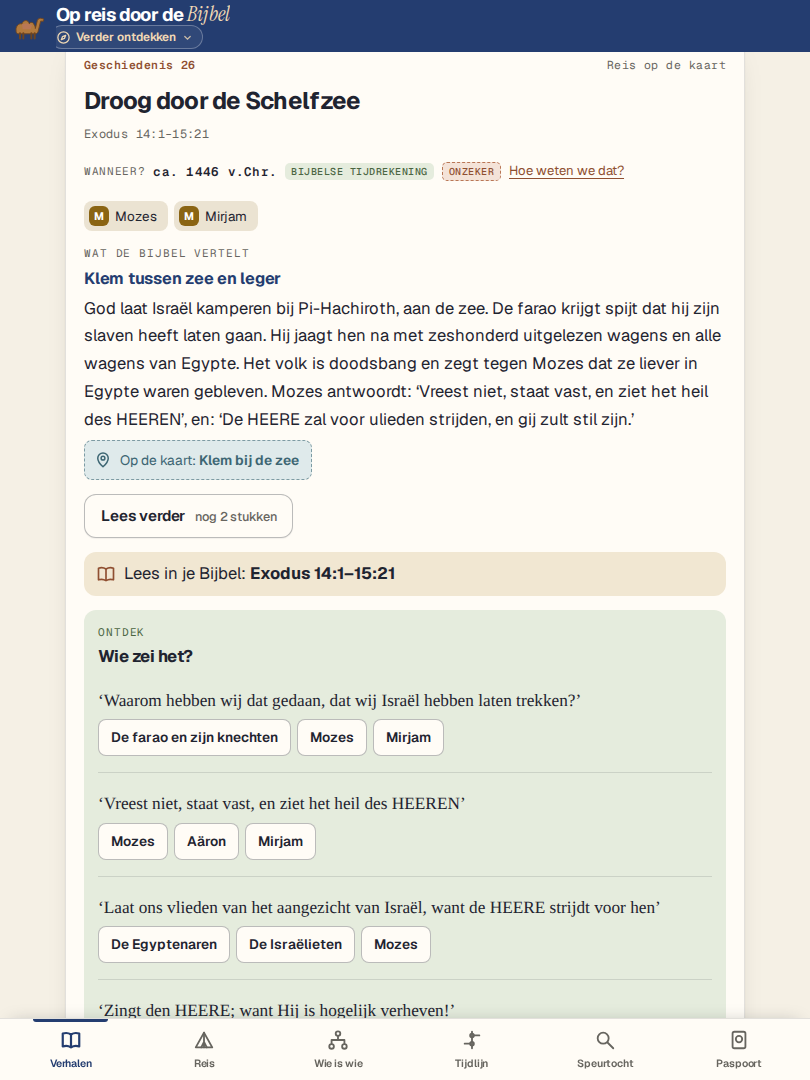 Op reis door de Bijbel
Verder ontdekken
Geschiedenis 26
Reis op de kaart
Droog door de Schelfzee
Exodus 14:1–15:21
WANNEER? ca. 1446 v.Chr. BIJBELSE TIJDREKENING ONZEKER Hoe weten we dat?
M Mozes M Mirjam
WAT DE BIJBEL VERTELT
Klem tussen zee en leger
God laat Israël kamperen bij Pi-Hachiroth, aan de zee. De farao krijgt spijt dat hij zijn
slaven heeft laten gaan. Hij jaagt hen na met zeshonderd uitgelezen wagens en alle
wagens van Egypte. Het volk is doodsbang en zegt tegen Mozes dat ze liever in
Egypte waren gebleven. Mozes antwoordt: ‘Vreest niet, staat vast, en ziet het heil
des HEEREN’, en: ‘De HEERE zal voor ulieden strijden, en gij zult stil zijn.’
Op de kaart: Klem bij de zee
Lees verder nog 2 stukken
Lees in je Bijbel: Exodus 14:1–15:21
ONTDEK
Wie zei het?
‘Waarom hebben wij dat gedaan, dat wij Israël hebben laten trekken?’
De farao en zijn knechten Mozes Mirjam
‘Vreest niet, staat vast, en ziet het heil des HEEREN’
Mozes Aäron Mirjam
‘Laat ons vlieden van het aangezicht van Israël, want de HEERE strijdt voor hen’
De Egyptenaren De Israëlieten Mozes
‘Zingt den HEERE; want Hij is hogelijk verheven!’
Verhalen Reis Wie is wie Tijdlijn Speurtocht Paspoort